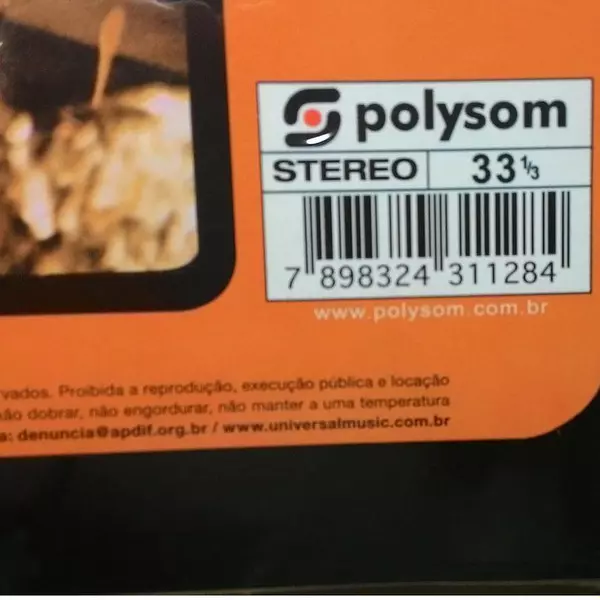 polysom
STEREO 33 1/3
7 898324 311284
www.polysom.com.br
vados. Proibida a reprodução, execução pública e locação
não dobrar, não engordurar, não manter a uma temperatura
a: denuncia@apdif.org.br / www.universalmusic.com.br